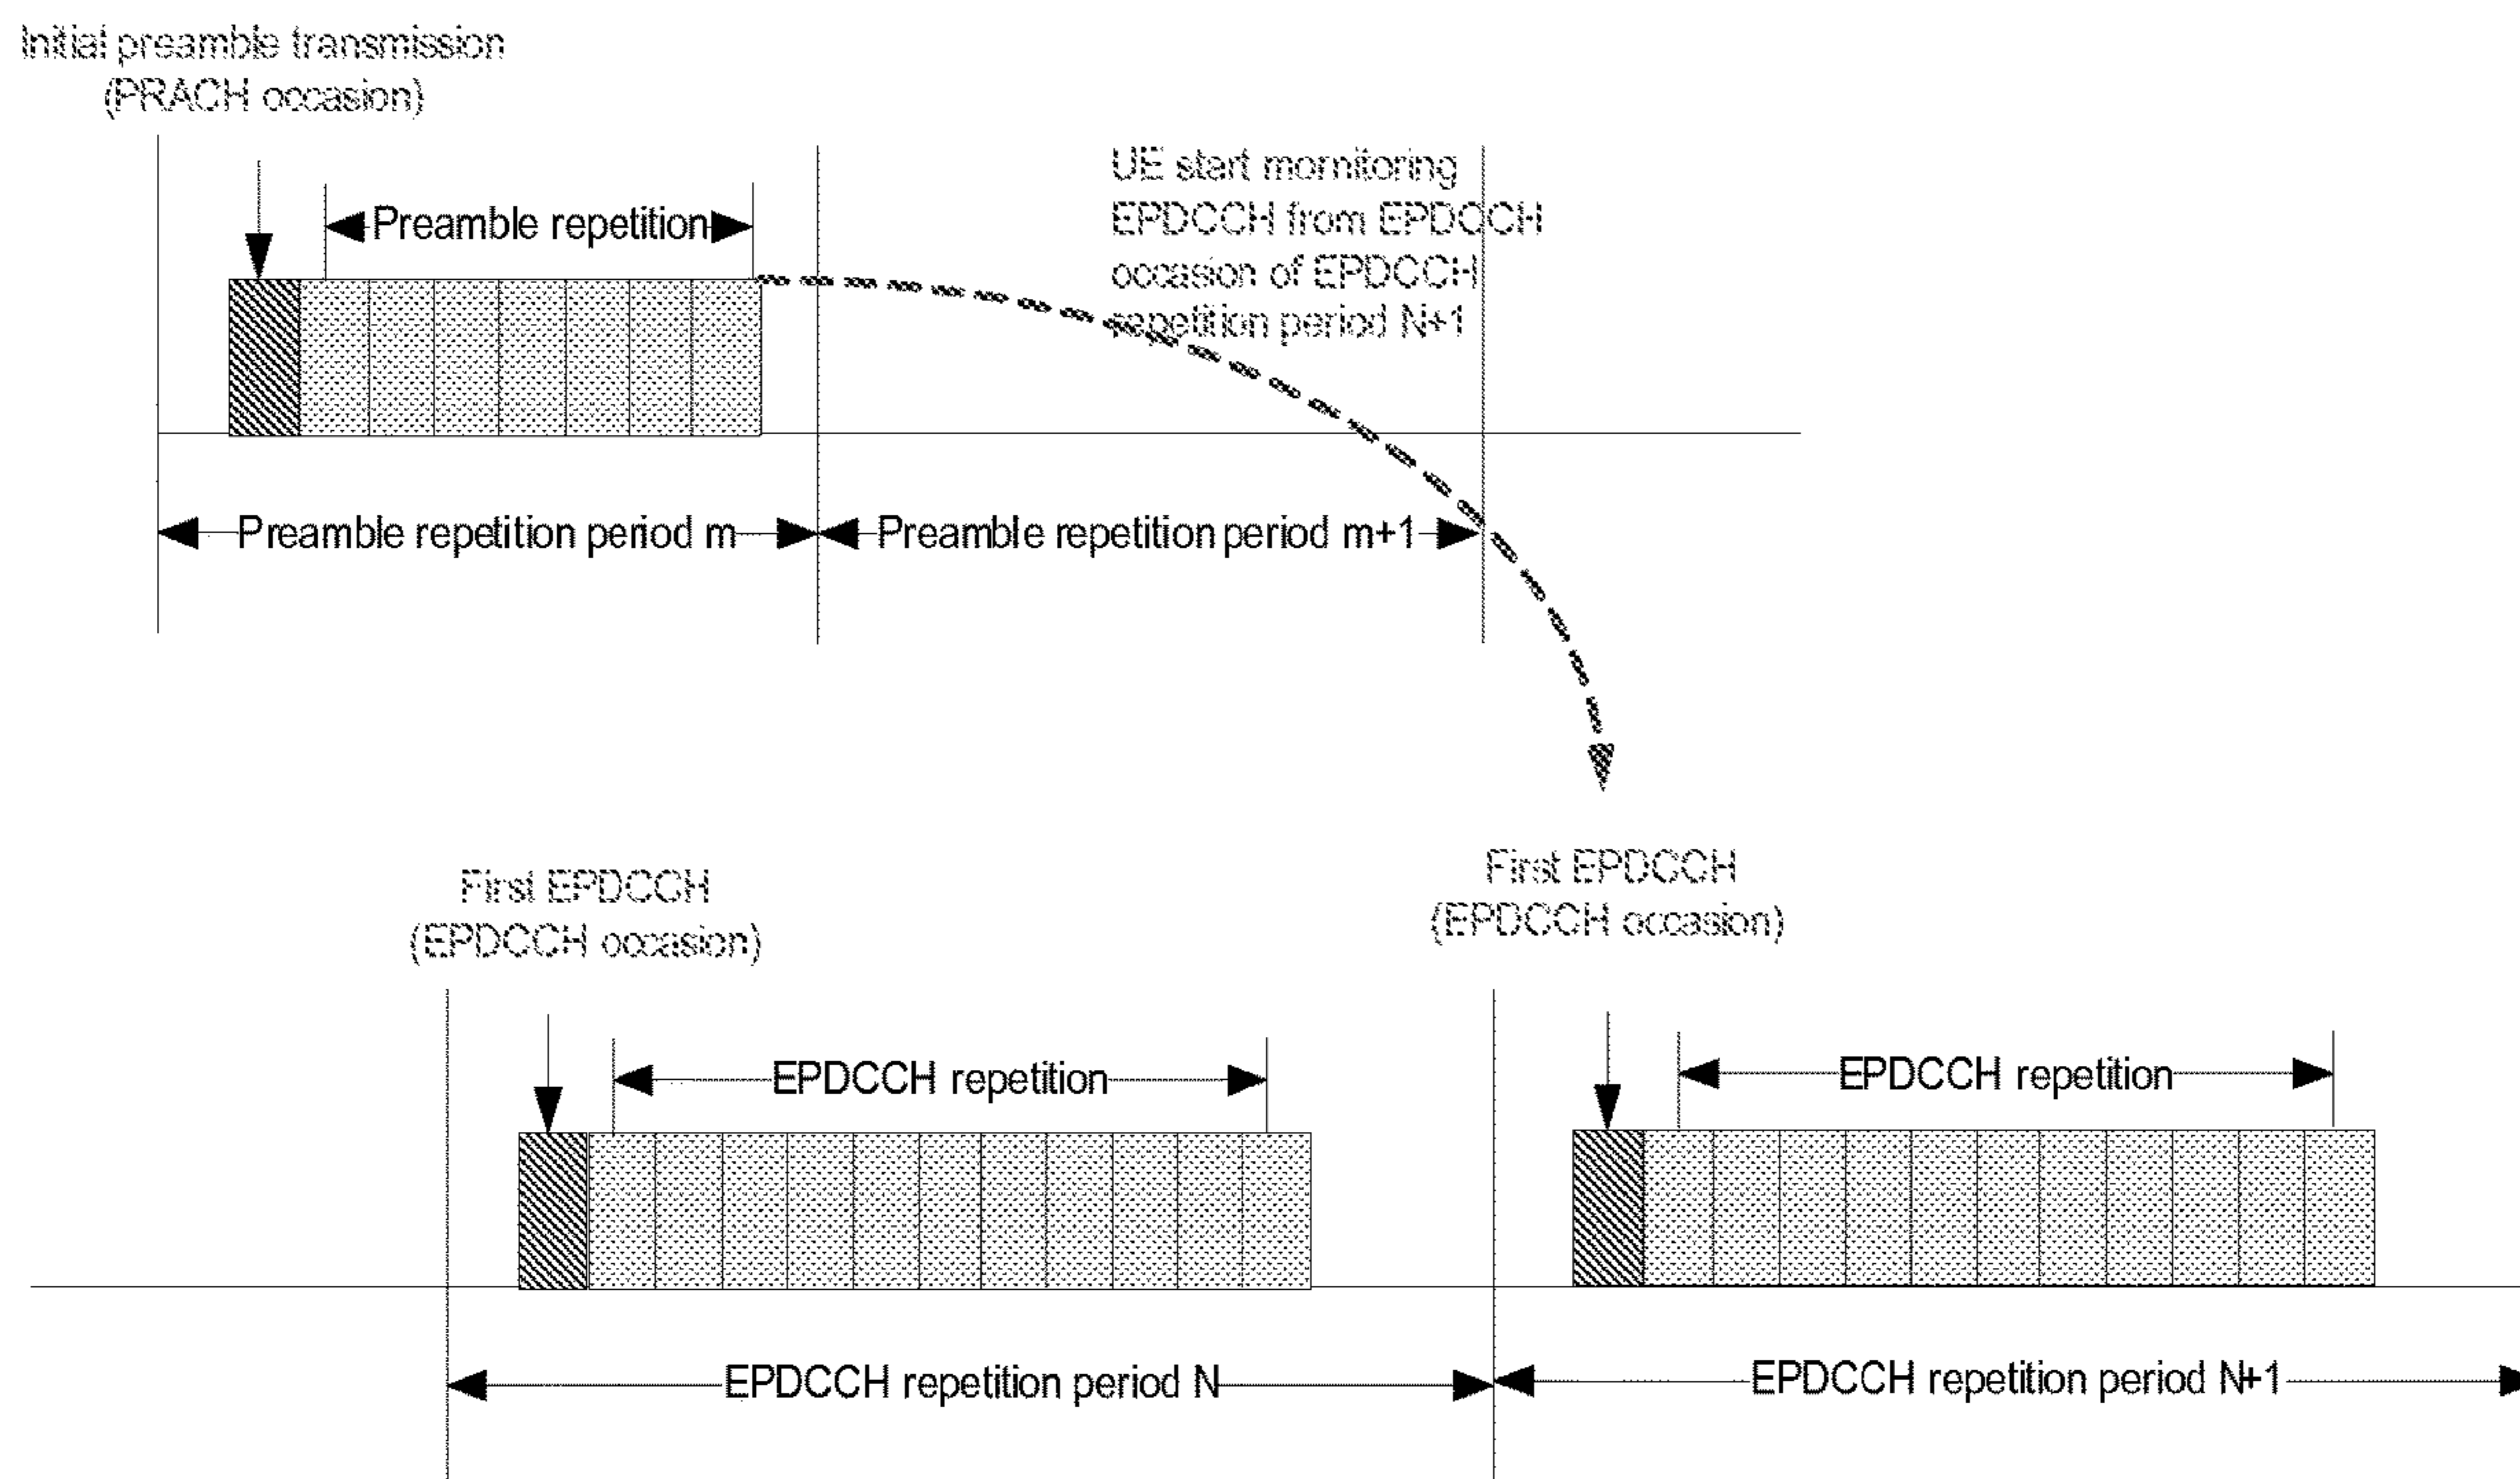 Initial preamble transmission
(PRACH occasion)
UE start mornitoring
EPDCCH from EPDCCH
occasion of EPDCCH
repetition period N+1
Preamble repetition
Preamble repetition period m
Preamble repetition period m+1
First EPDCCH
(EPDCCH occasion)
First EPDCCH
(EPDCCH occasion)
EPDCCH repetition
EPDCCH repetition
EPDCCH repetition period N
EPDCCH repetition period N+1